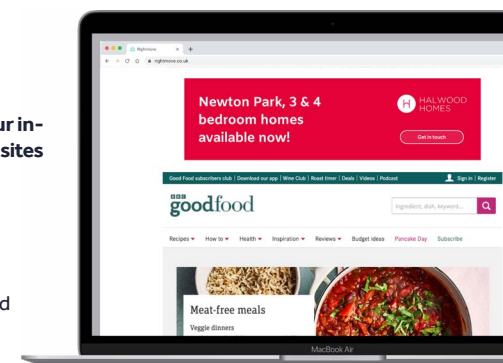 ur in-
sites
d
Rightmove
rightmove.co.uk
Newton Park, 3 & 4
bedroom homes
available now!
H HALWOOD
HOMES
Get in touch
Good Food subscribers club | Download our app | Wine Club | Roast timer | Deals | Videos | Podcast
Sign in | Register
BBC
goodfood
Ingredient, dish, keyword...
Recipes How to Health Inspiration Reviews Budget ideas Pancake Day Subscribe
Meat-free meals
Veggie dinners
MacBook Air